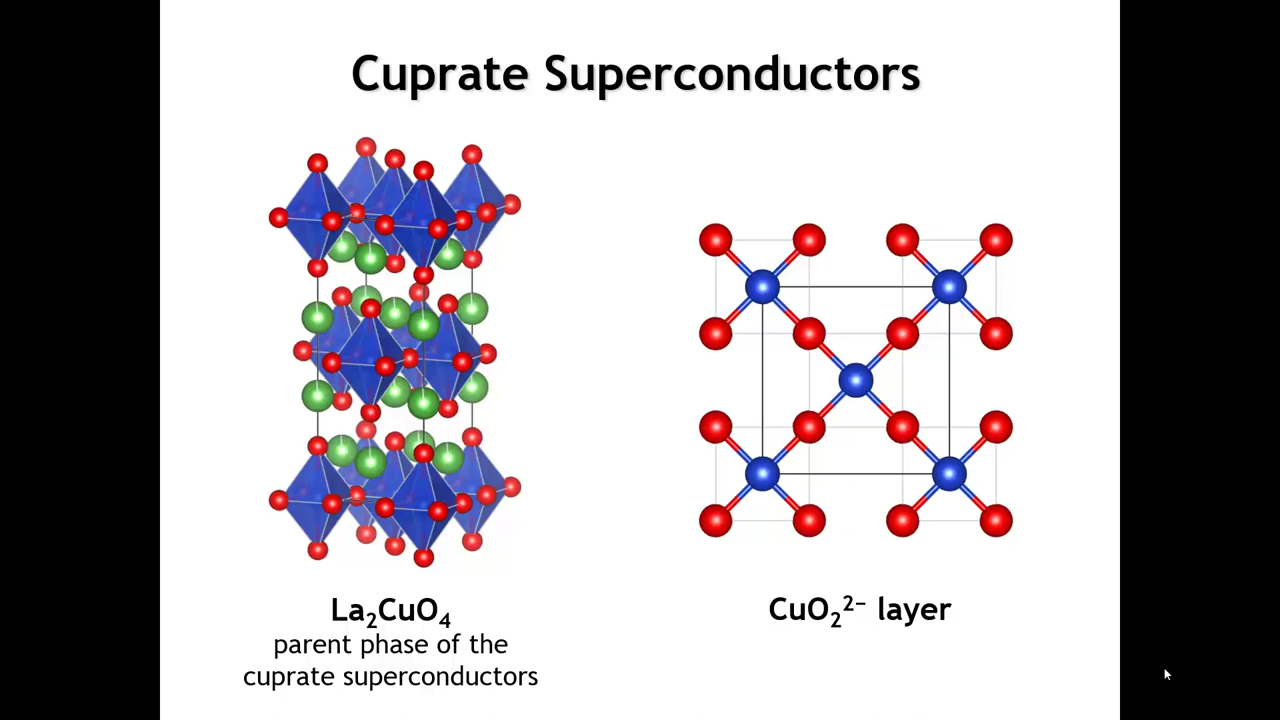 Cuprate Superconductors
La₂CuO₄
parent phase of the
cuprate superconductors
CuO₂²⁻ layer